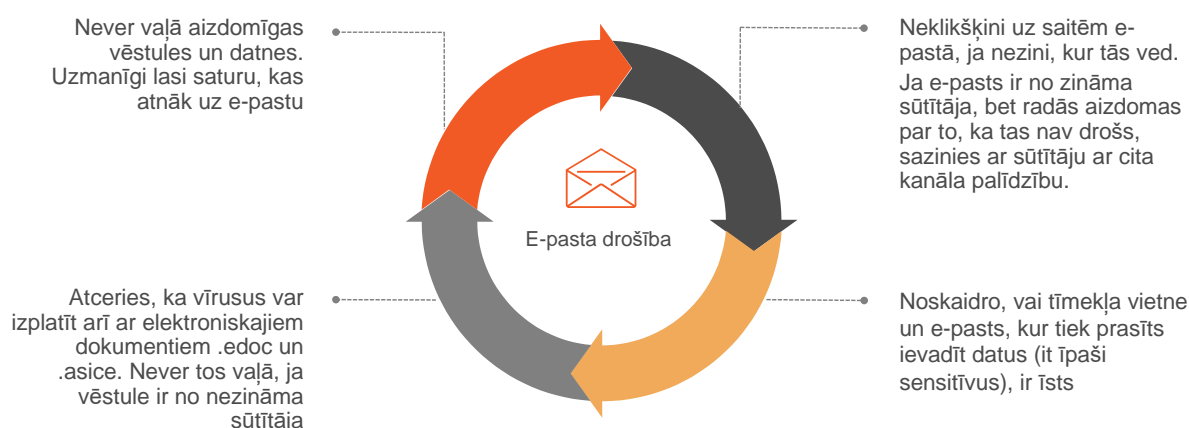 Never vaļā aizdomīgas
vēstules un datnes.
Uzmanīgi lasi saturu, kas
atnāk uz e-pastu
Neklikšķini uz saitēm e-
pastā, ja nezini, kur tās ved.
Ja e-pasts ir no zināma
sūtītāja, bet radās aizdomas
par to, ka tas nav drošs,
sazinies ar sūtītāju ar cita
kanāla palīdzību.
E-pasta drošība
Atceries, ka vīrusus var
izplatīt arī ar elektroniskajiem
dokumentiem .edoc un
.asice. Never tos vaļā, ja
vēstule ir no nezināma
sūtītāja
Noskaidro, vai tīmekļa vietne
un e-pasts, kur tiek prasīts
ievadīt datus (it īpaši
sensitīvus), ir īsts